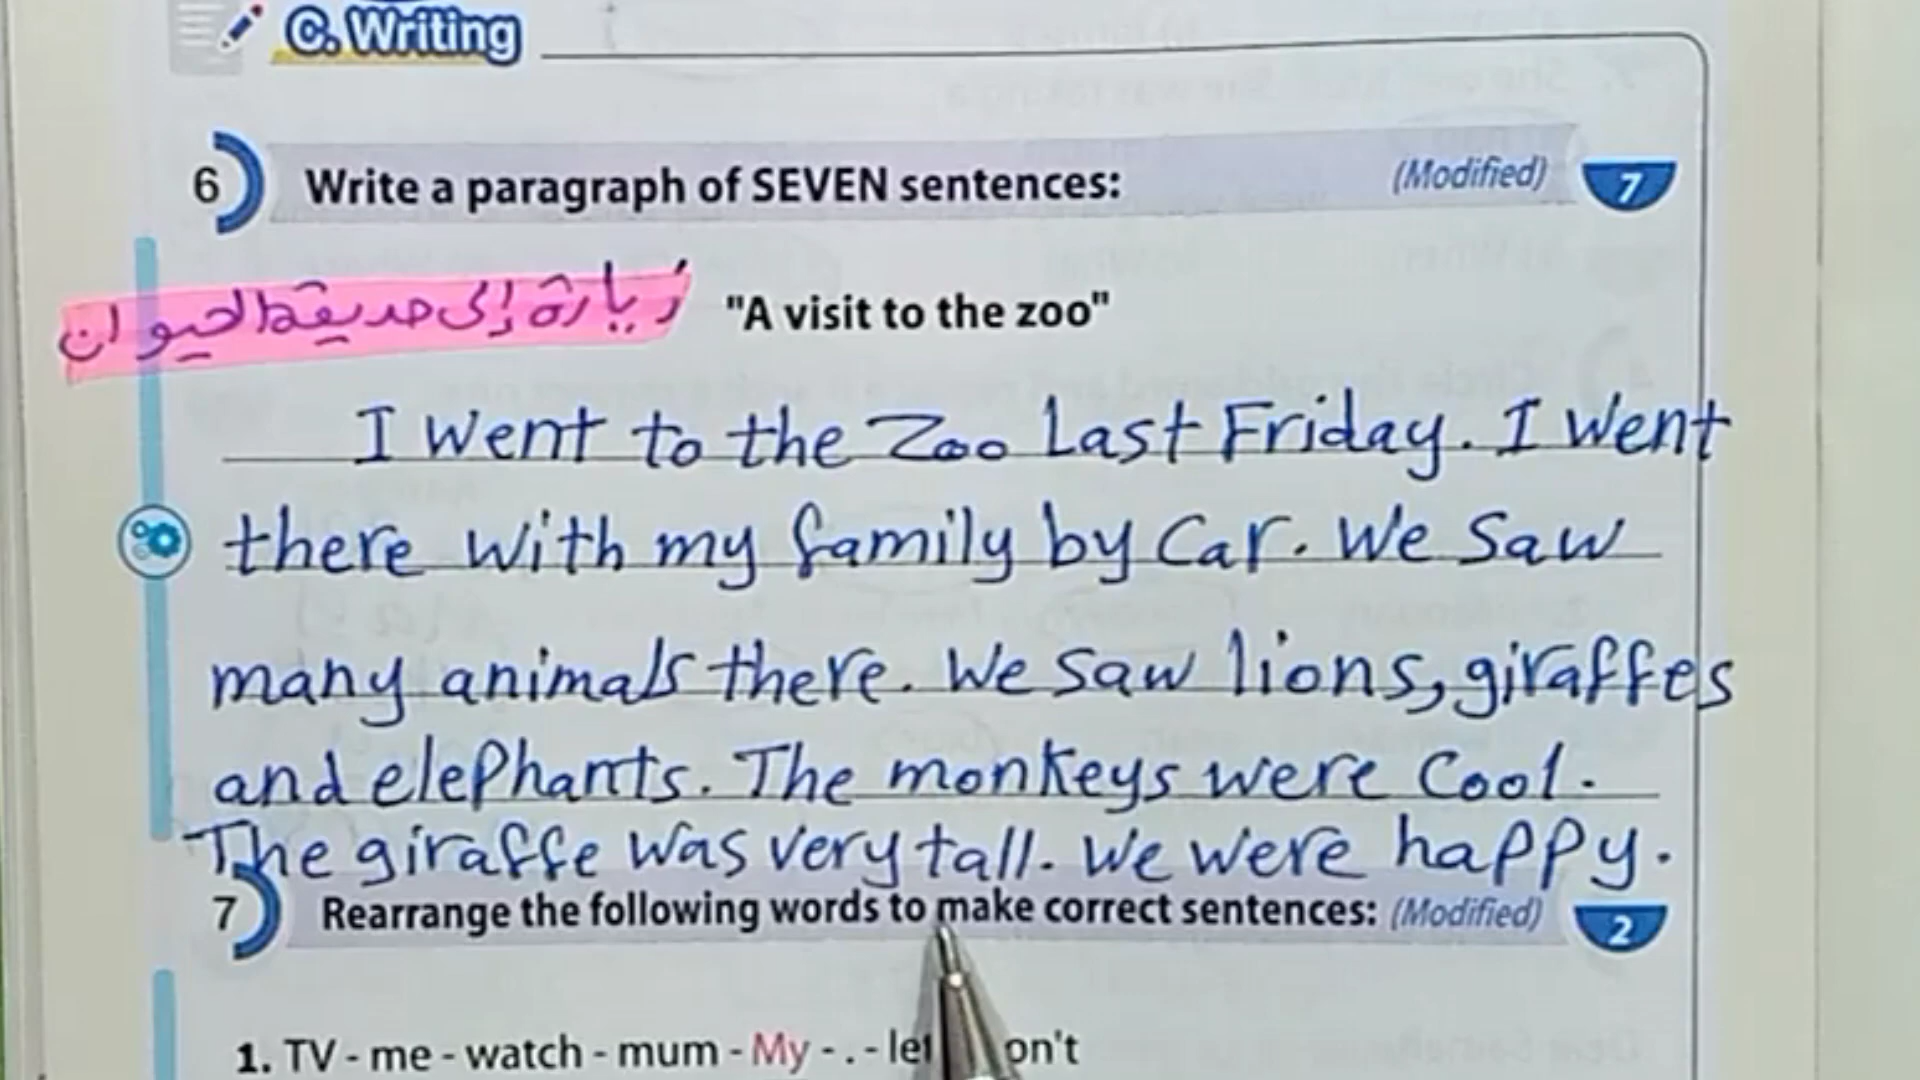 C. Writing
6 Write a paragraph of SEVEN sentences: (Modified) 7
زيارة إلى حديقة الحيوان "A visit to the zoo"
I went to the Zoo Last Friday. I went
there with my family by Car. We Saw
many animals there. We saw lions, giraffes
and elephants. The monkeys were Cool.
The giraffe was very tall. We were happy.
7 Rearrange the following words to make correct sentences: (Modified) 2
1. TV - me - watch - mum - My - . -